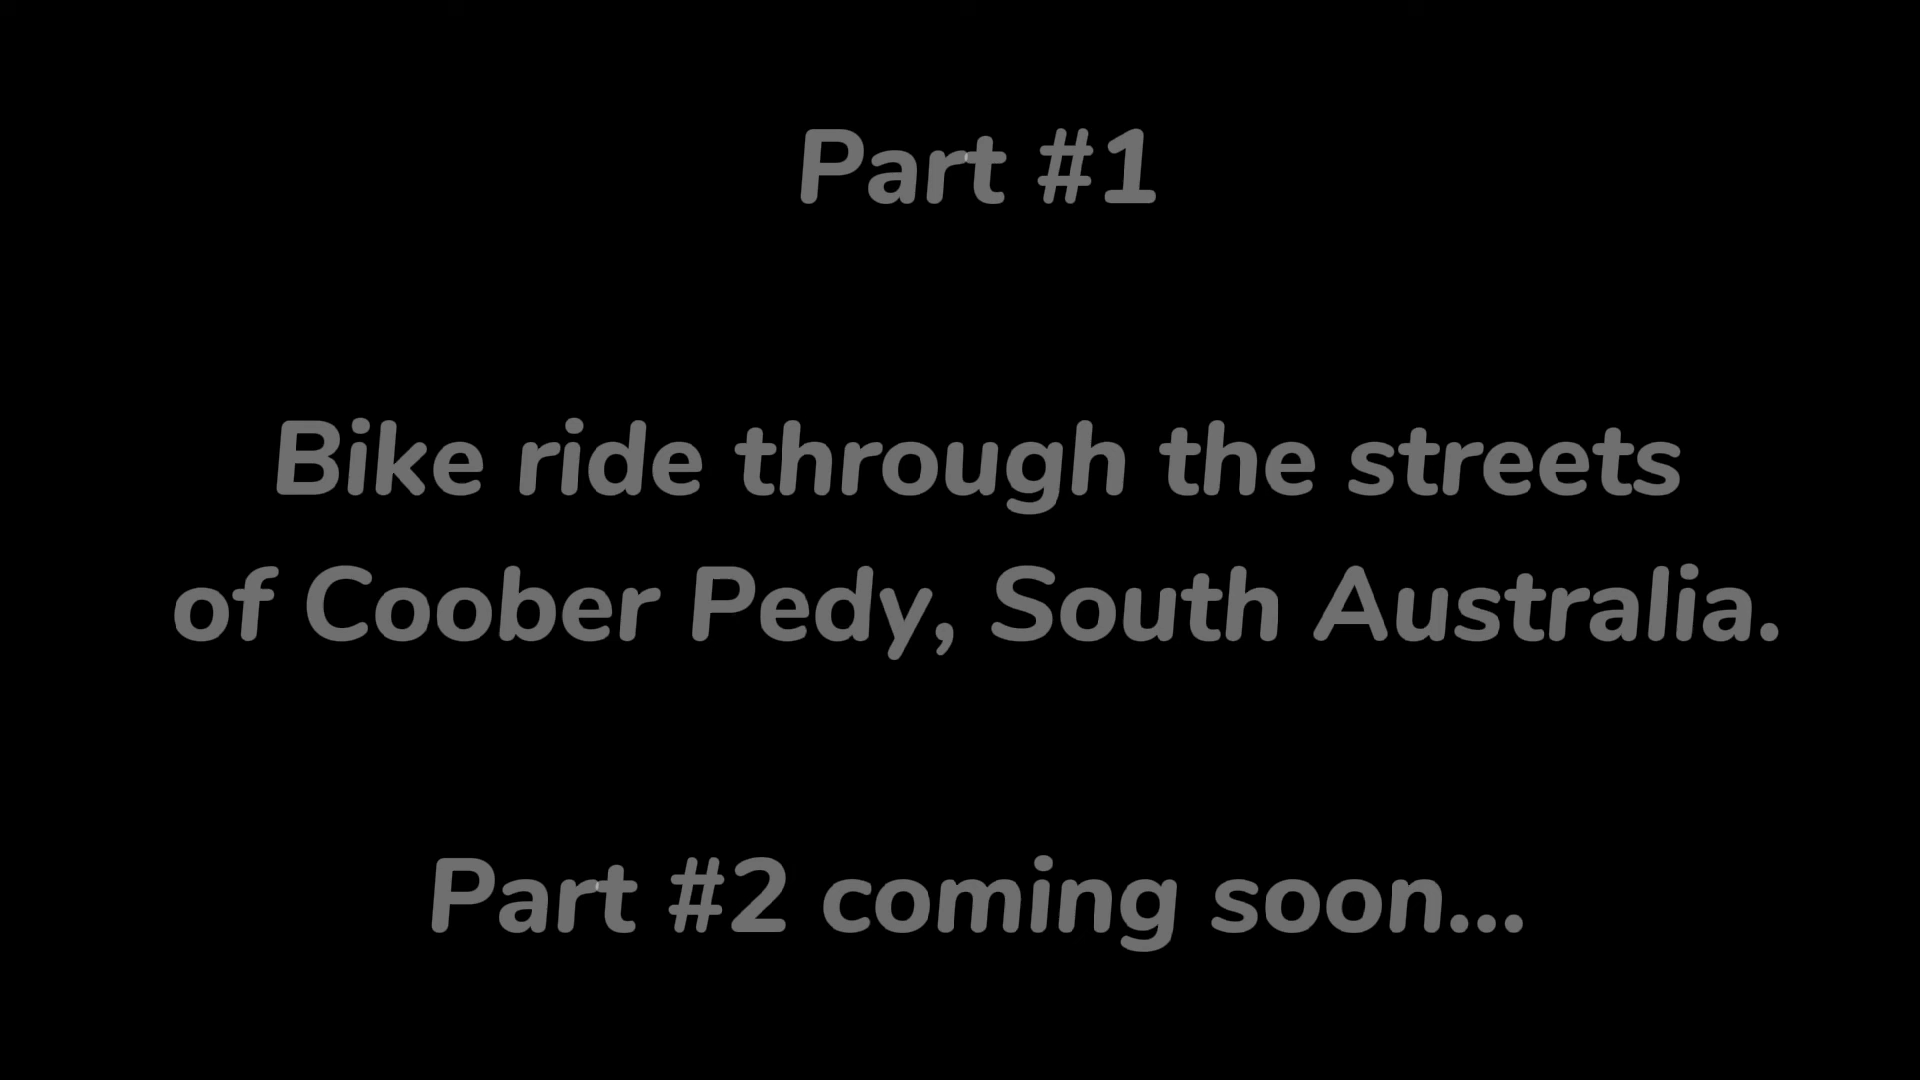 Part #1
Bike ride through the streets
of Coober Pedy, South Australia.
Part #2 coming soon...